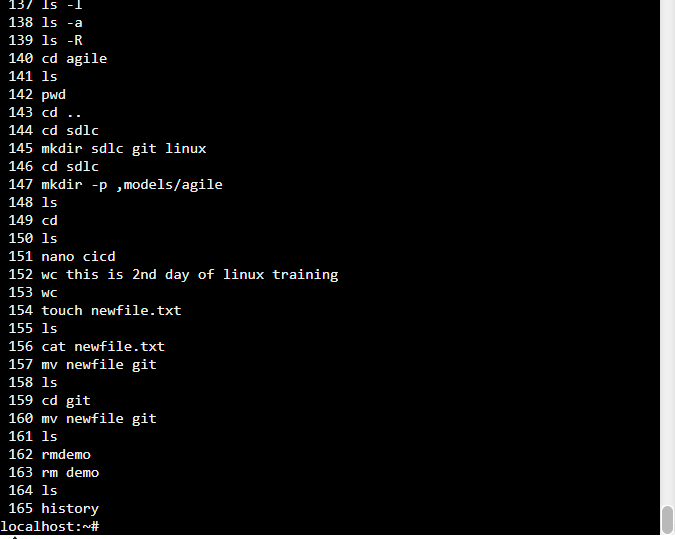 137 ls -l
138 ls -a
139 ls -R
140 cd agile
141 ls
142 pwd
143 cd ..
144 cd sdlc
145 mkdir sdlc git linux
146 cd sdlc
147 mkdir -p ,models/agile
148 ls
149 cd
150 ls
151 nano cicd
152 wc this is 2nd day of linux training
153 wc
154 touch newfile.txt
155 ls
156 cat newfile.txt
157 mv newfile git
158 ls
159 cd git
160 mv newfile git
161 ls
162 rmdemo
163 rm demo
164 ls
165 history
localhost:~#